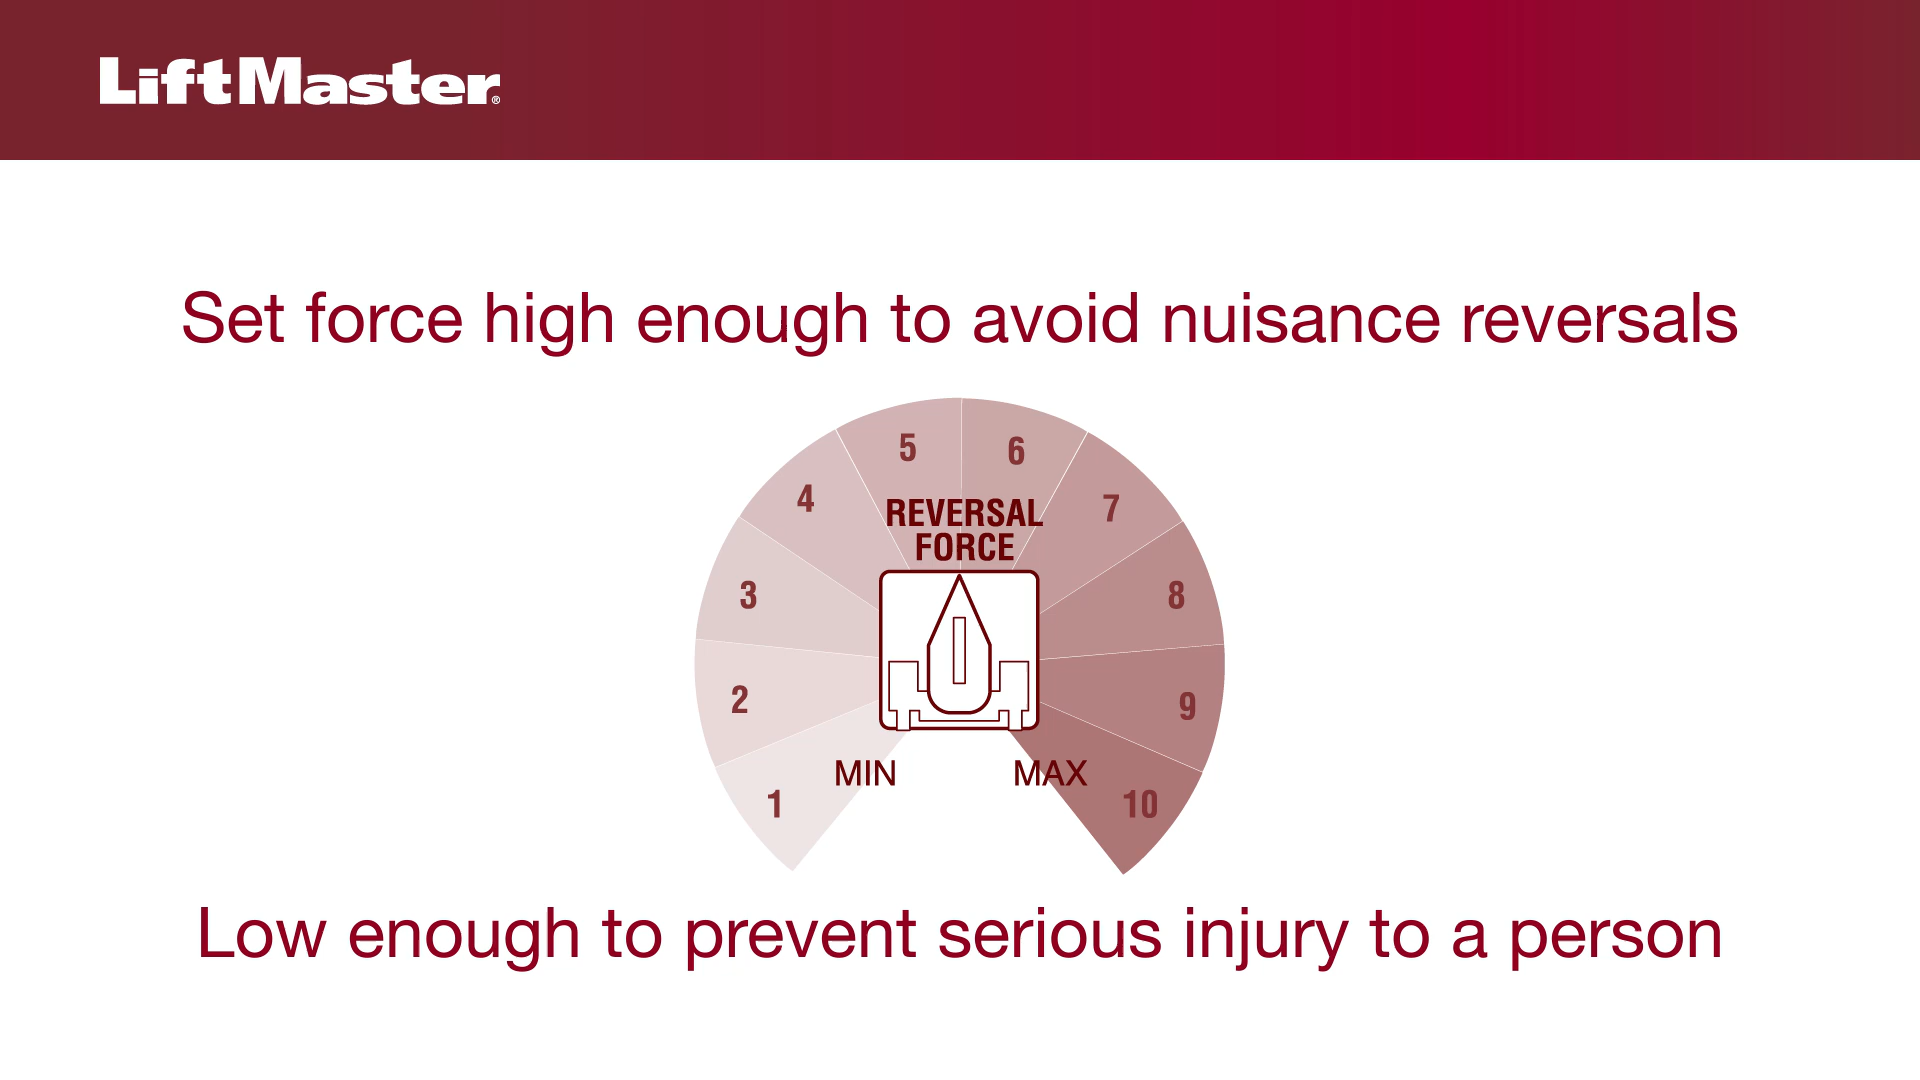 LiftMaster®
Set force high enough to avoid nuisance reversals
5
6
4
7
REVERSAL
FORCE
3
8
2
9
MIN
MAX
1
10
Low enough to prevent serious injury to a person